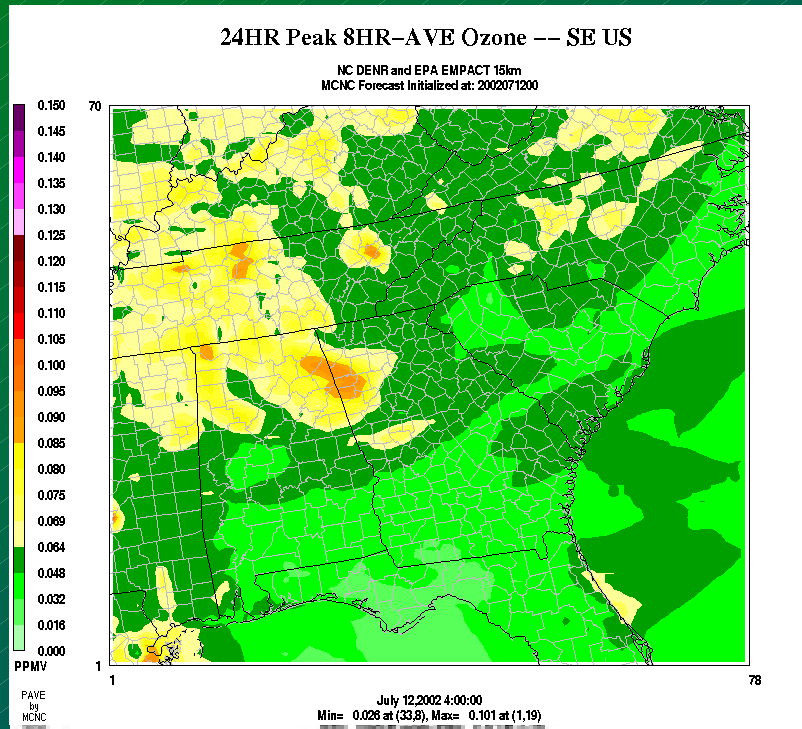 24HR Peak 8HR-AVE Ozone -- SE US
NC DENR and EPA EMPACT 15km
MCNC Forecast Initialized at: 2002071200
70
0.150
0.145
0.140
0.135
0.130
0.125
0.120
0.115
0.110
0.105
0.100
0.095
0.090
0.085
0.080
0.075
0.069
0.064
0.048
0.032
0.016
0.000
PPMV
1
1
78
PAVE
by
MCNC
July 12,2002 4:00:00
Min= 0.026 at (33,8), Max= 0.101 at (1,19)